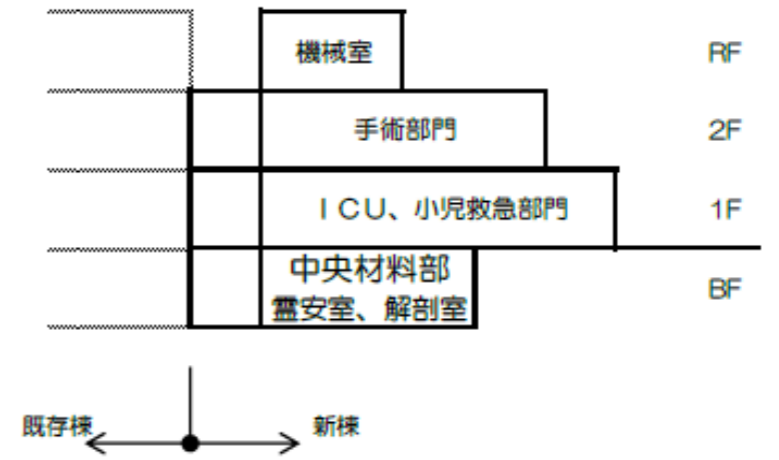 機械室
RF
手術部門
2F
ICU、小児救急部門
1F
中央材料部
霊安室、解剖室
BF
既存棟
新棟